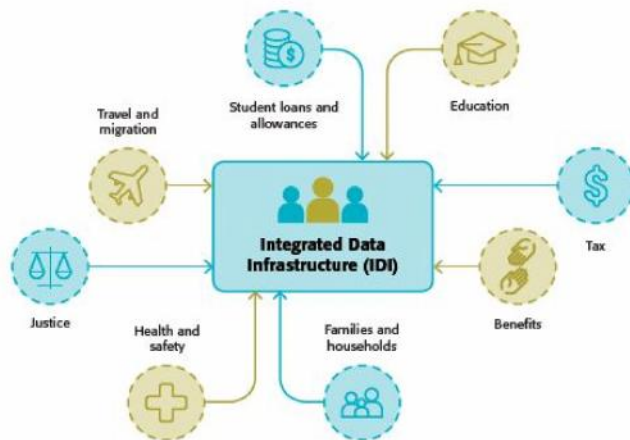 Student loans and
allowances
Education
Travel and
migration
Integrated Data
Infrastructure (IDI)
Tax
Justice
Benefits
Health and
safety
Families and
households